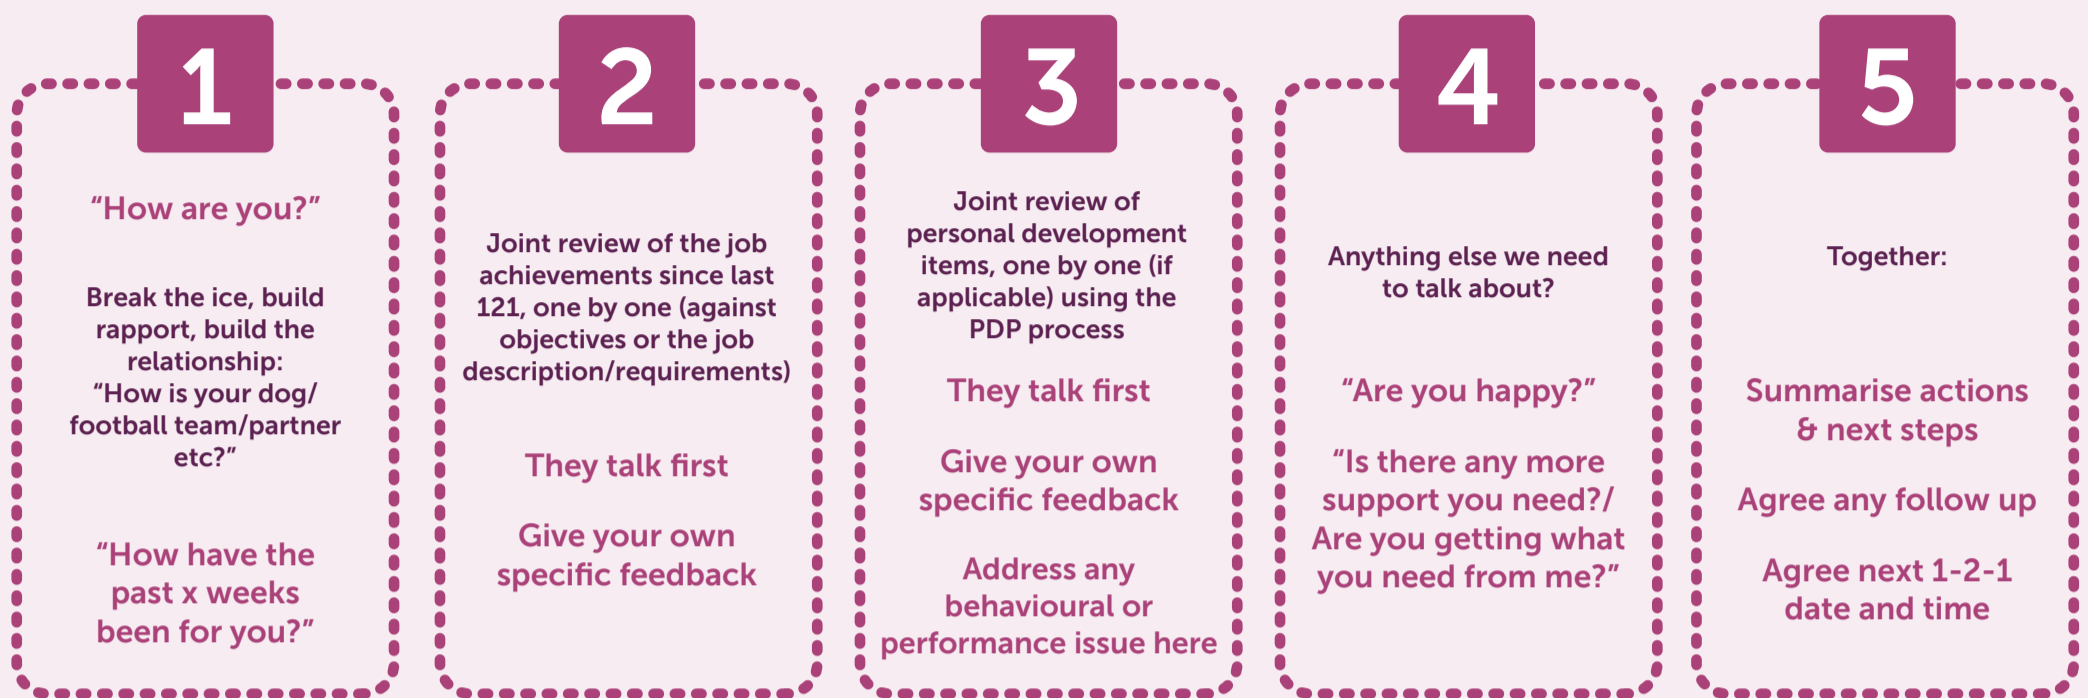 1
“How are you?”
Break the ice, build
rapport, build the
relationship:
“How is your dog/
football team/partner
etc?”
“How have the
past x weeks
been for you?”
2
Joint review of the job
achievements since last
121, one by one (against
objectives or the job
description/requirements)
They talk first
Give your own
specific feedback
3
Joint review of
personal development
items, one by one (if
applicable) using the
PDP process
They talk first
Give your own
specific feedback
Address any
behavioural or
performance issue here
4
Anything else we need
to talk about?
“Are you happy?”
“Is there any more
support you need?/
Are you getting what
you need from me?”
5
Together:
Summarise actions
& next steps
Agree any follow up
Agree next 1-2-1
date and time